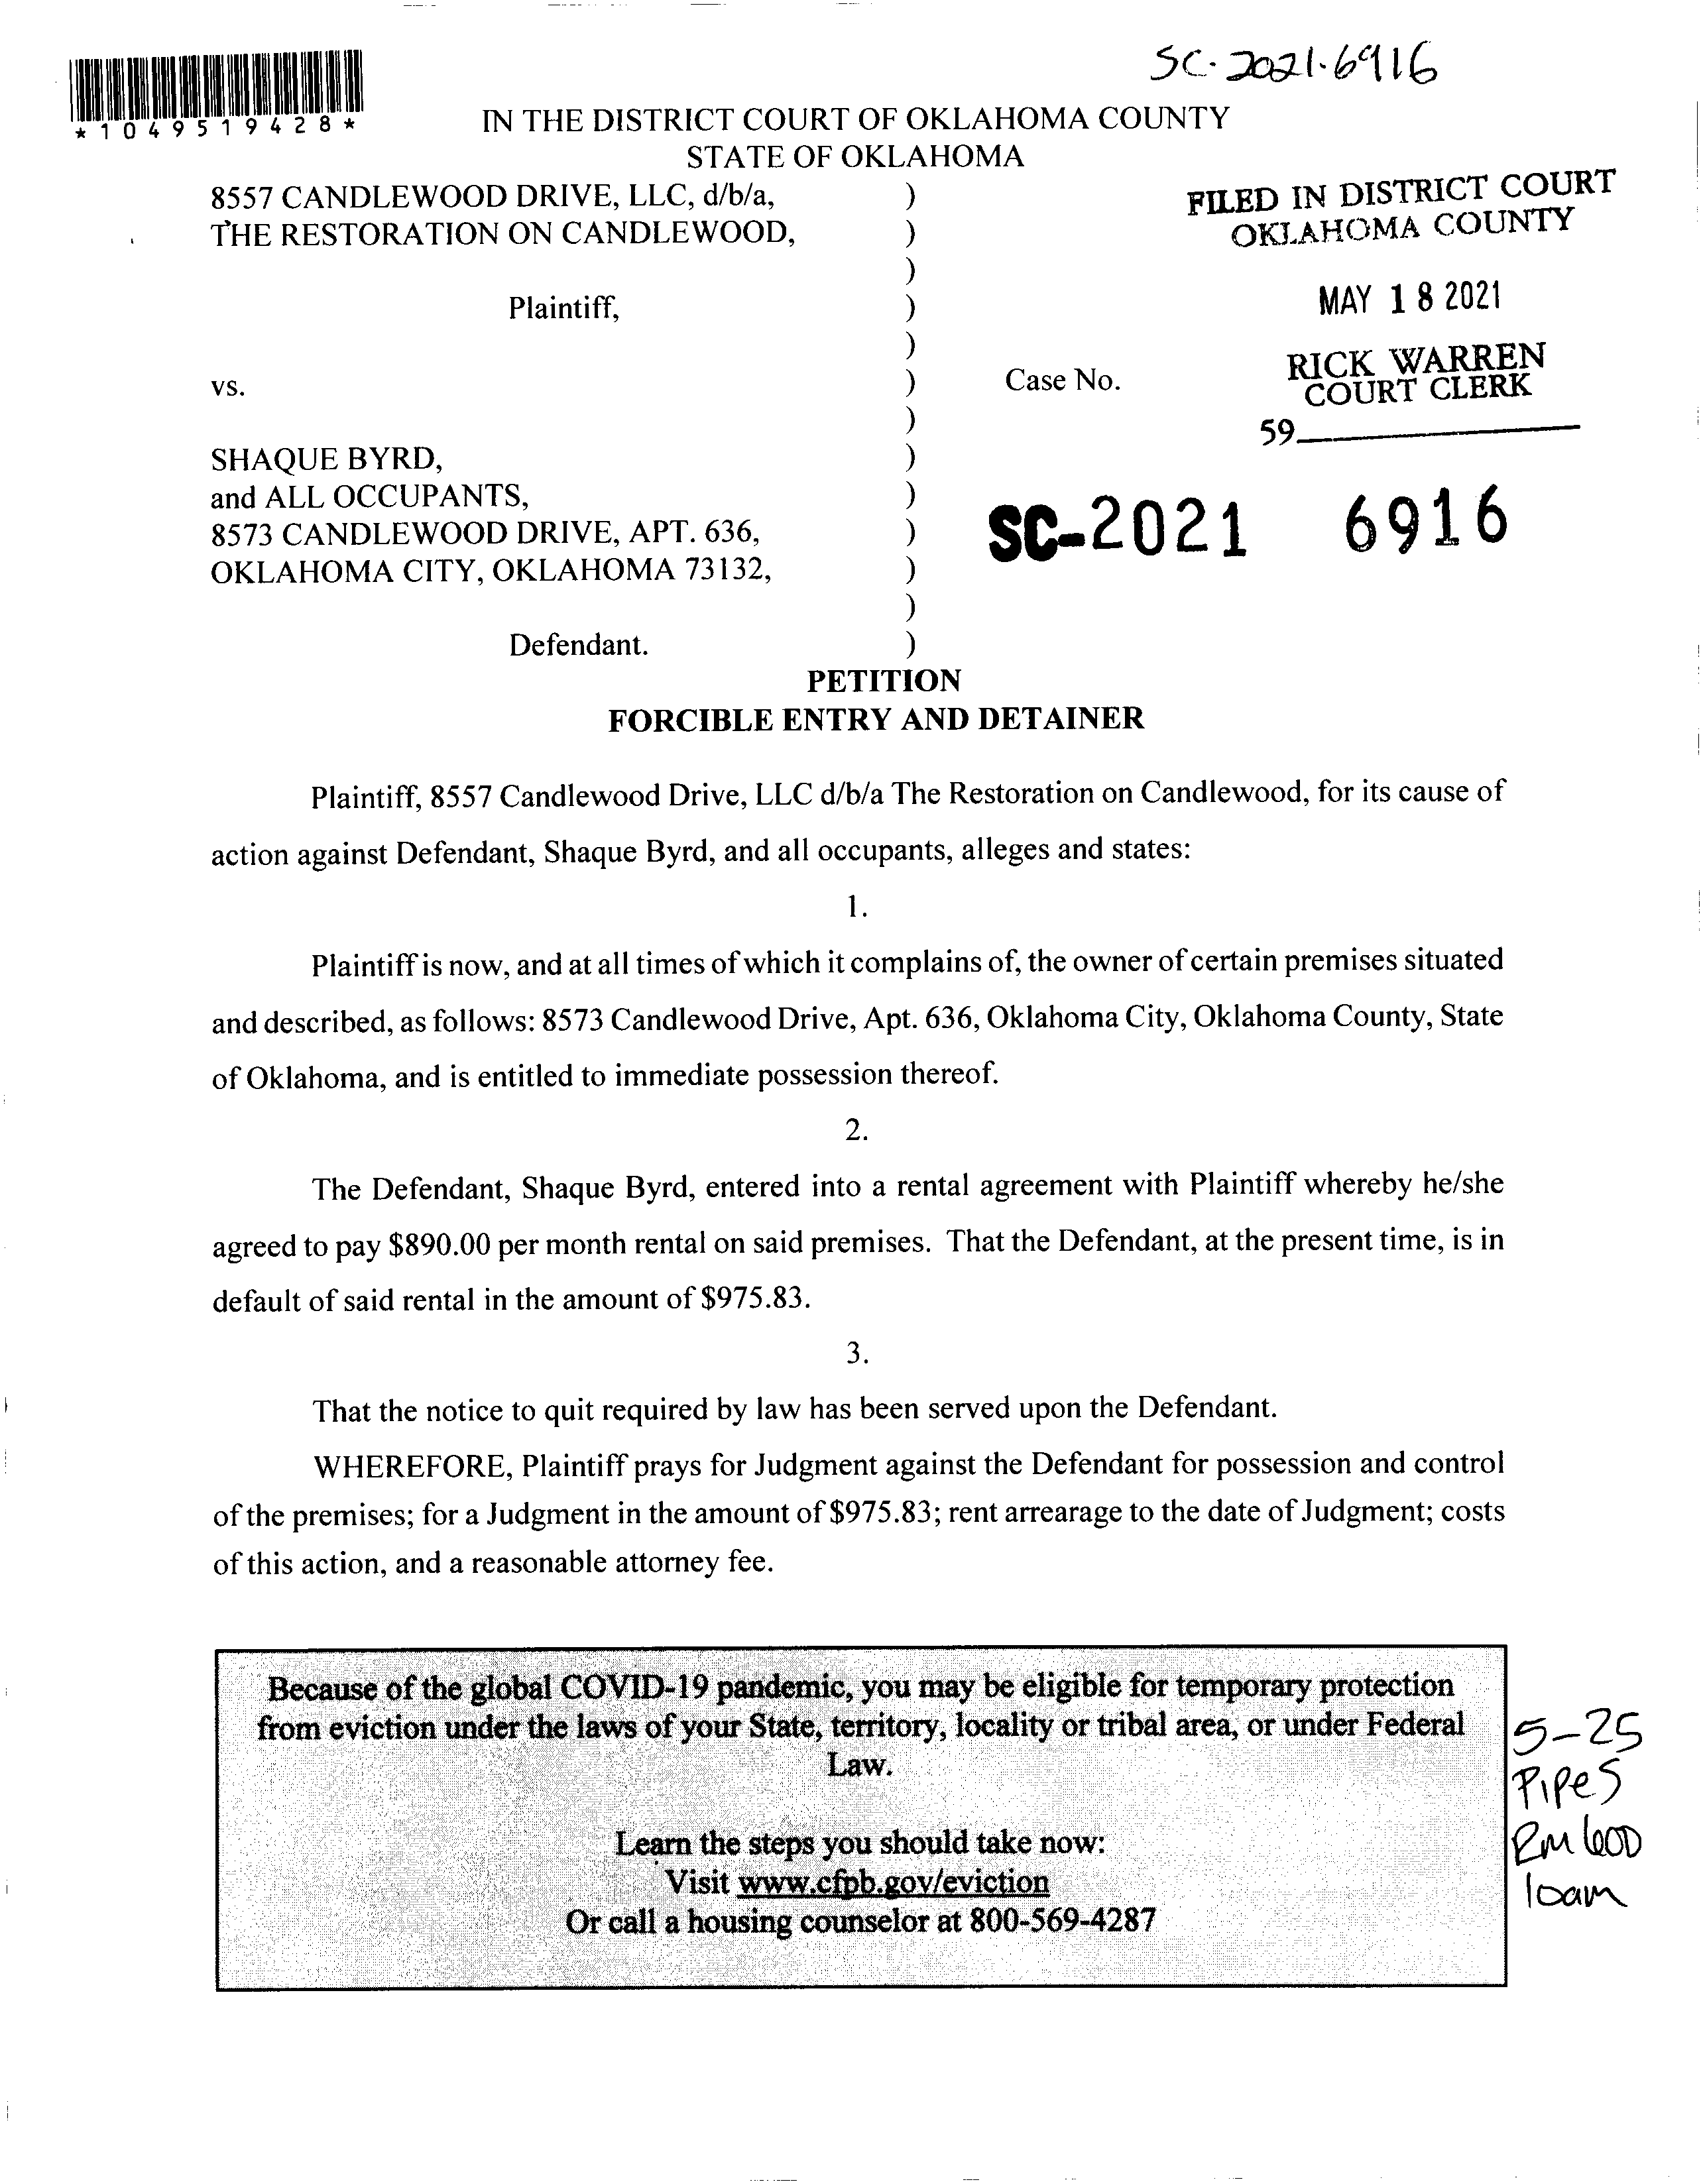 SC-2021-6916
*1049519428*
IN THE DISTRICT COURT OF OKLAHOMA COUNTY
STATE OF OKLAHOMA
8557 CANDLEWOOD DRIVE, LLC, d/b/a, )
THE RESTORATION ON CANDLEWOOD, )
)
Plaintiff, )
)
vs. ) Case No.
)
SHAQUE BYRD, )
and ALL OCCUPANTS, )
8573 CANDLEWOOD DRIVE, APT. 636, )
OKLAHOMA CITY, OKLAHOMA 73132, )
)
Defendant. )
FILED IN DISTRICT COURT
OKLAHOMA COUNTY
MAY 18 2021
RICK WARREN
COURT CLERK
59
SC-2021 6916
PETITION
FORCIBLE ENTRY AND DETAINER
Plaintiff, 8557 Candlewood Drive, LLC d/b/a The Restoration on Candlewood, for its cause of
action against Defendant, Shaque Byrd, and all occupants, alleges and states:
1.
Plaintiff is now, and at all times of which it complains of, the owner of certain premises situated
and described, as follows: 8573 Candlewood Drive, Apt. 636, Oklahoma City, Oklahoma County, State
of Oklahoma, and is entitled to immediate possession thereof.
2.
The Defendant, Shaque Byrd, entered into a rental agreement with Plaintiff whereby he/she
agreed to pay $890.00 per month rental on said premises. That the Defendant, at the present time, is in
default of said rental in the amount of $975.83.
3.
That the notice to quit required by law has been served upon the Defendant.
WHEREFORE, Plaintiff prays for Judgment against the Defendant for possession and control
of the premises; for a Judgment in the amount of $975.83; rent arrearage to the date of Judgment; costs
of this action, and a reasonable attorney fee.
Because of the global COVID-19 pandemic, you may be eligible for temporary protection
from eviction under the laws of your State, territory, locality or tribal area, or under Federal
Law.
Learn the steps you should take now:
Visit www.cfpb.gov/eviction
Or call a housing counselor at 800-569-4287
5-25
Pipes
Rm 600
10am